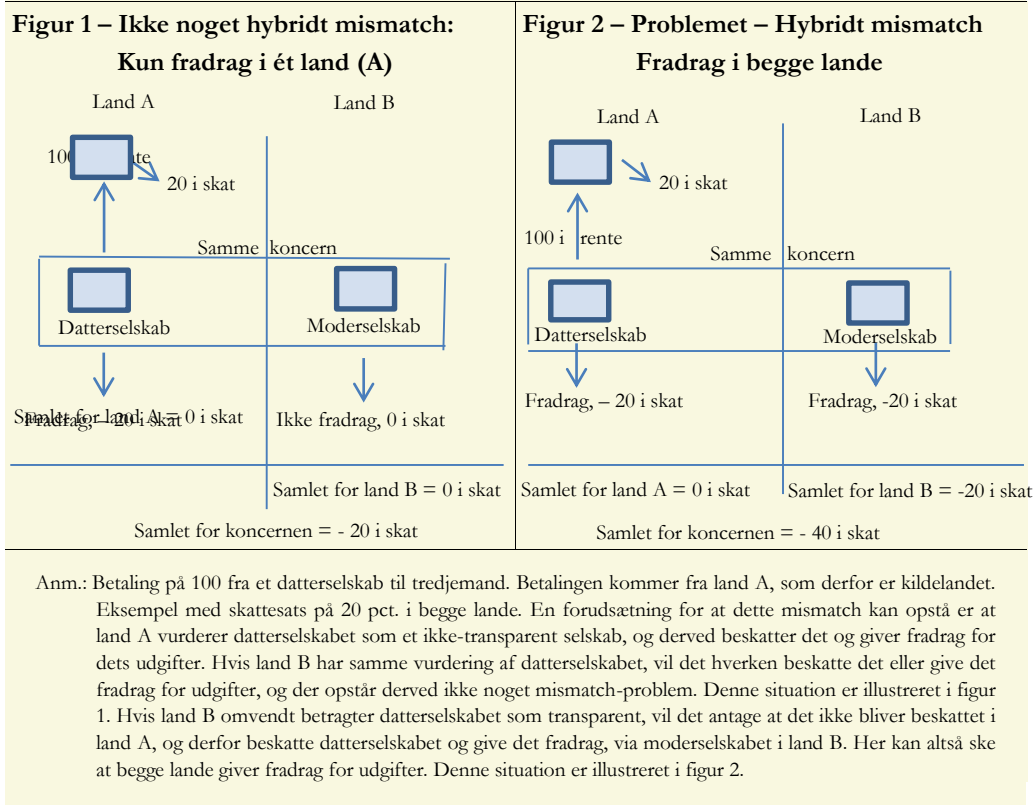 Figur 1 – Ikke noget hybridt mismatch:
Kun fradrag i ét land (A)
Land A
Land B
20 i skat
Samme koncern
Datterselskab
Moderselskab
Samlet for land A = 0 i skat
Fradrag, – 20 i skat
Ikke fradrag, 0 i skat
Samlet for land B = 0 i skat
Samlet for koncernen = - 20 i skat
Figur 2 – Problemet – Hybridt mismatch
Fradrag i begge lande
Land A
Land B
20 i skat
100 i rente
Samme koncern
Datterselskab
Moderselskab
Fradrag, – 20 i skat
Fradrag, -20 i skat
Samlet for land A = 0 i skat
Samlet for land B = -20 i skat
Samlet for koncernen = - 40 i skat
Anm.: Betaling på 100 fra et datterselskab til tredjemand. Betalingen kommer fra land A, som derfor er kildelandet.
Eksempel med skattesats på 20 pct. i begge lande. En forudsætning for at dette mismatch kan opstå er at
land A vurderer datterselskabet som et ikke-transparent selskab, og derved beskatter det og giver fradrag for
dets udgifter. Hvis land B har samme vurdering af datterselskabet, vil det hverken beskatte det eller give det
fradrag for udgifter, og der opstår derved ikke noget mismatch-problem. Denne situation er illustreret i figur
1. Hvis land B omvendt betragter datterselskabet som transparent, vil det antage at det ikke bliver beskattet i
land A, og derfor beskatte datterselskabet og give det fradrag, via moderselskabet i land B. Her kan altså ske
at begge lande giver fradrag for udgifter. Denne situation er illustreret i figur 2.